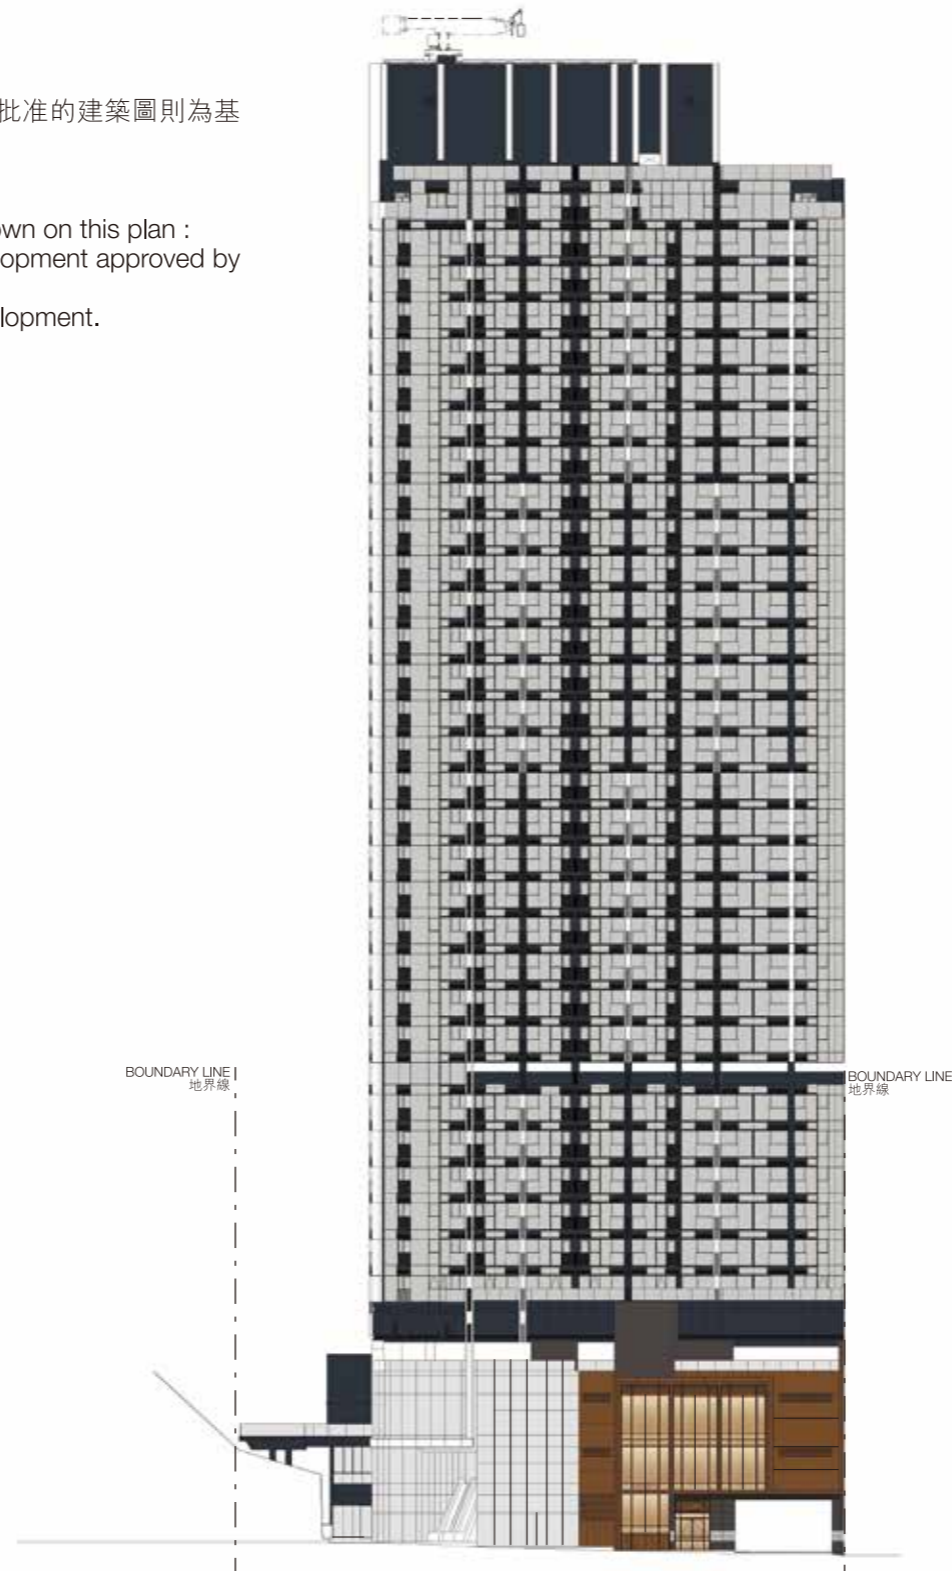 批准的建築圖則為基
own on this plan :
lopment approved by
lopment.
BOUNDARY LINE
地界線
BOUNDARY LINE
地界線